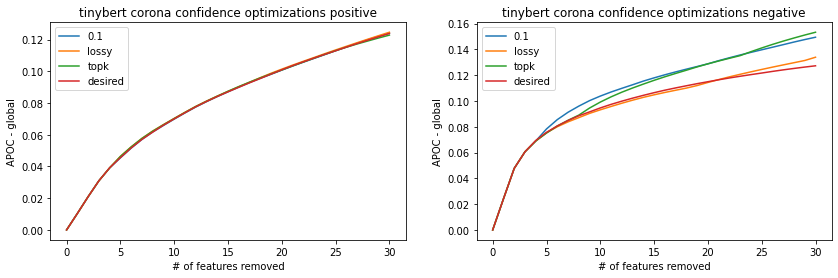 tinybert corona confidence optimizations positive
0.1
lossy
topk
desired
APOC - global
0.12
0.10
0.08
0.06
0.04
0.02
0.00
0
5
10
15
20
25
30
# of features removed
tinybert corona confidence optimizations negative
0.1
lossy
topk
desired
APOC - global
0.16
0.14
0.12
0.10
0.08
0.06
0.04
0.02
0.00
0
5
10
15
20
25
30
# of features removed